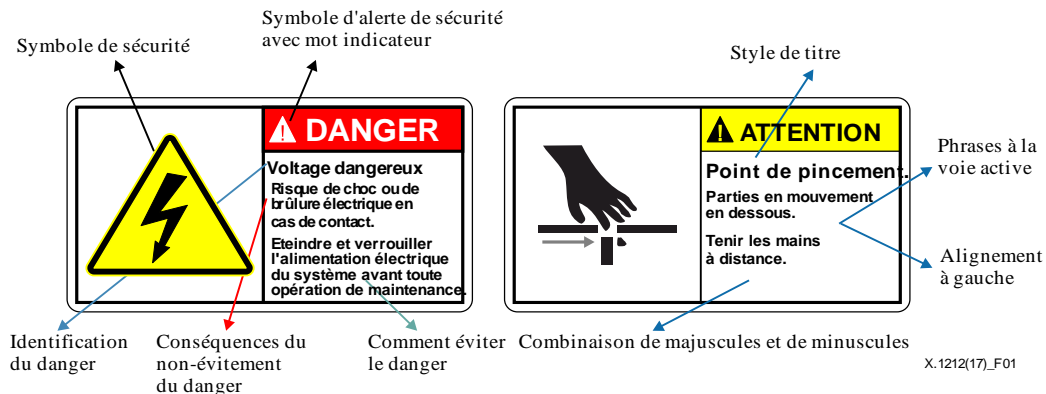 Symbole de sécurité
Symbole d'alerte de sécurité
avec mot indicateur
Style de titre
DANGER
Voltage dangereux
Risque de choc ou de
brûlure électrique en
cas de contact.
Eteindre et verrouiller
l'alimentation électrique
du système avant toute
opération de maintenance.
ATTENTION
Point de pincement.
Parties en mouvement
en dessous.
Tenir les mains
à distance.
Phrases à la
voie active
Alignement
à gauche
Identification
du danger
Conséquences du
non-évitement
du danger
Comment éviter
le danger
Combinaison de majuscules et de minuscules
X.1212(17)_F01